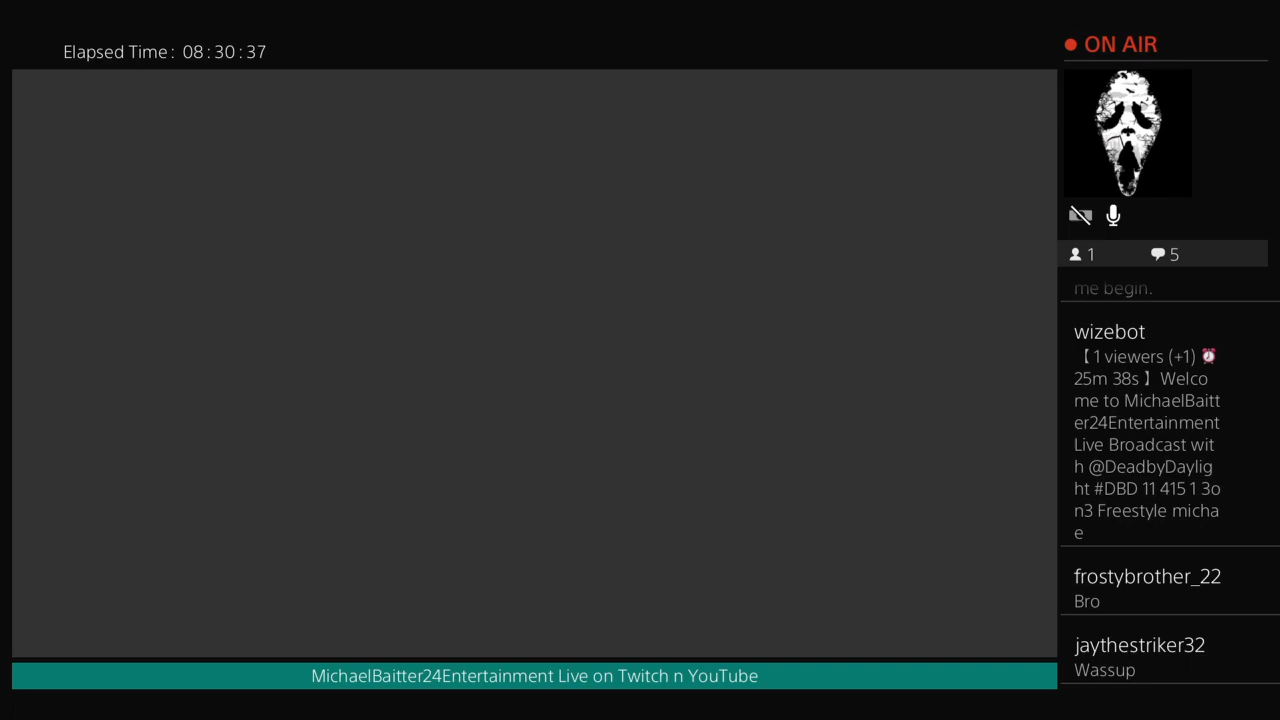 Elapsed Time: 08:30:37
ON AIR
1 5
me begin.
wizebot
【1 viewers (+1) ⏰
25m 38s】Welco
me to MichaelBaitt
er24Entertainment
Live Broadcast wit
h @DeadbyDaylig
ht #DBD 11 415 1 3o
n3 Freestyle micha
e
frostybrother_22
Bro
jaythestriker32
Wassup
MichaelBaitter24Entertainment Live on Twitch n YouTube